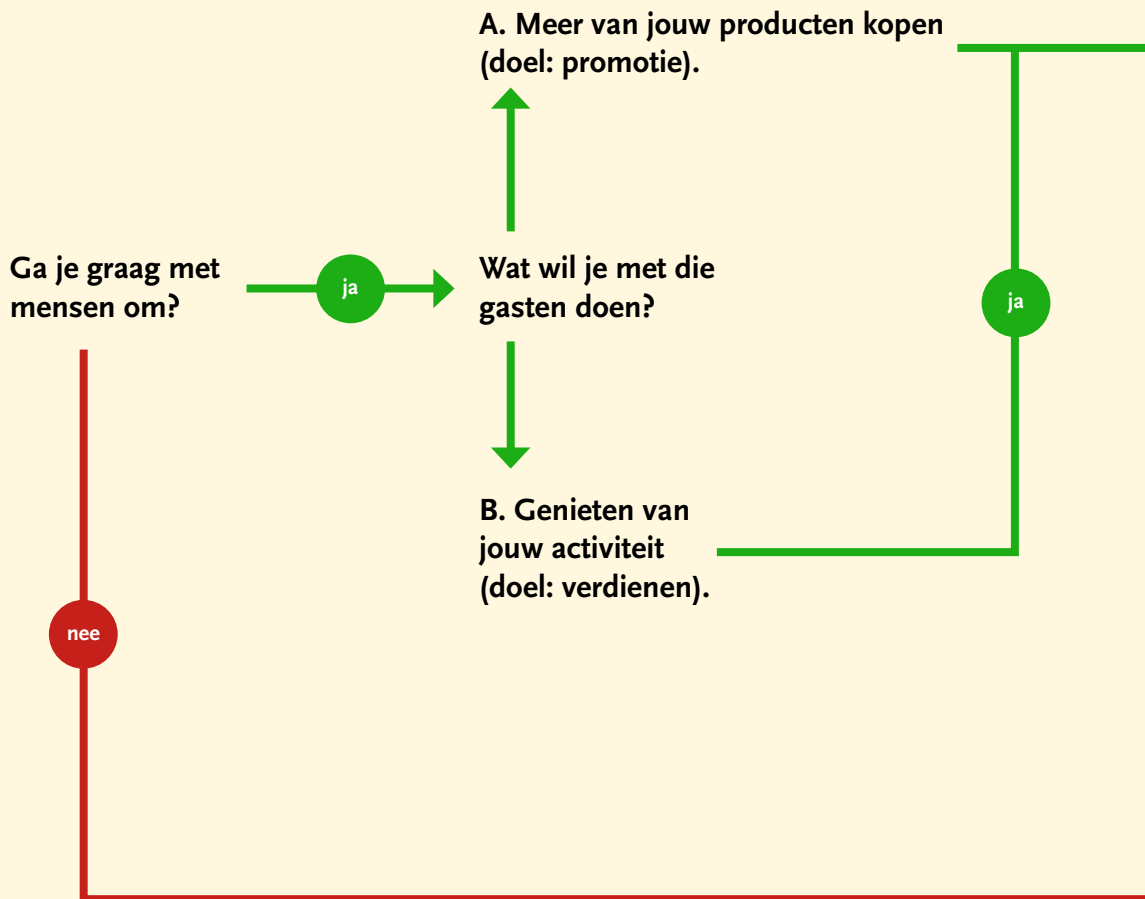 A. Meer van jouw producten kopen
(doel: promotie).
Ga je graag met
mensen om?
ja
Wat wil je met die
gasten doen?
ja
B. Genieten van
jouw activiteit
(doel: verdienen).
nee